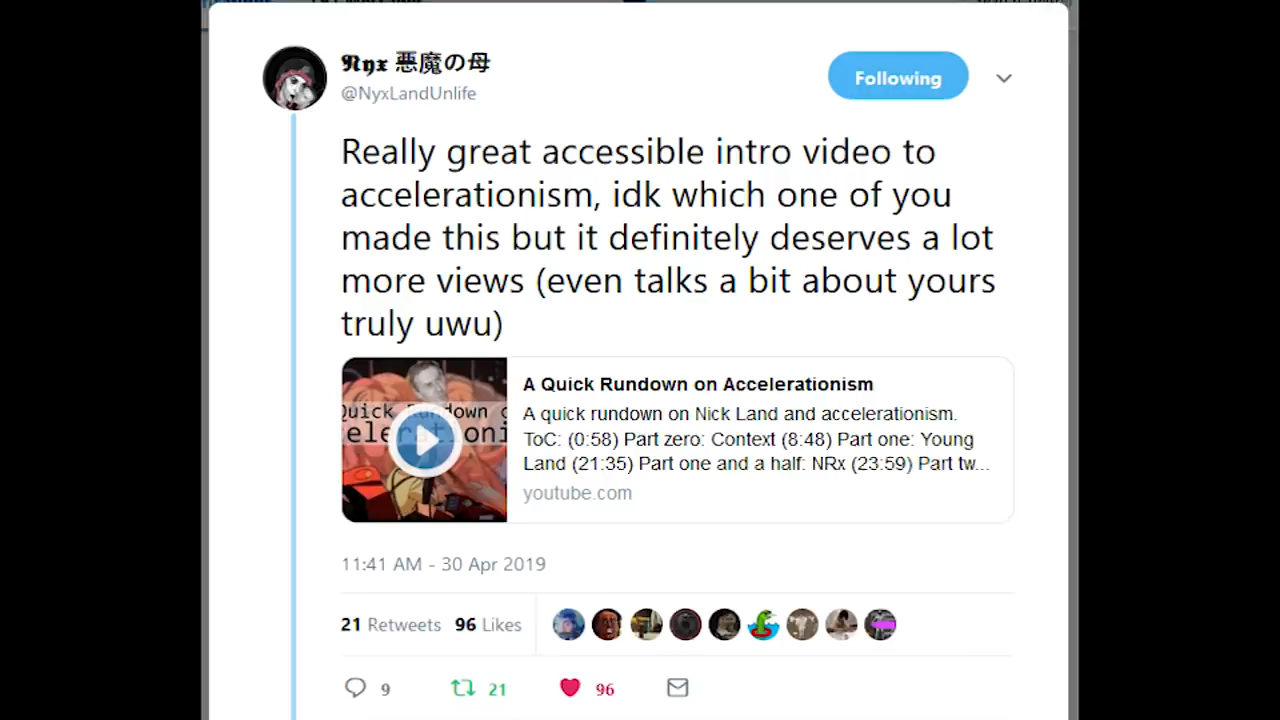 𝕹𝖞𝖝 悪魔の母
@NyxLandUnlife
Following
Really great accessible intro video to
accelerationism, idk which one of you
made this but it definitely deserves a lot
more views (even talks a bit about yours
truly uwu)
Quick Rundown o
elerationi
A Quick Rundown on Accelerationism
A quick rundown on Nick Land and accelerationism.
ToC: (0:58) Part zero: Context (8:48) Part one: Young
Land (21:35) Part one and a half: NRx (23:59) Part tw...
youtube.com
11:41 AM - 30 Apr 2019
21 Retweets 96 Likes
9 21 96